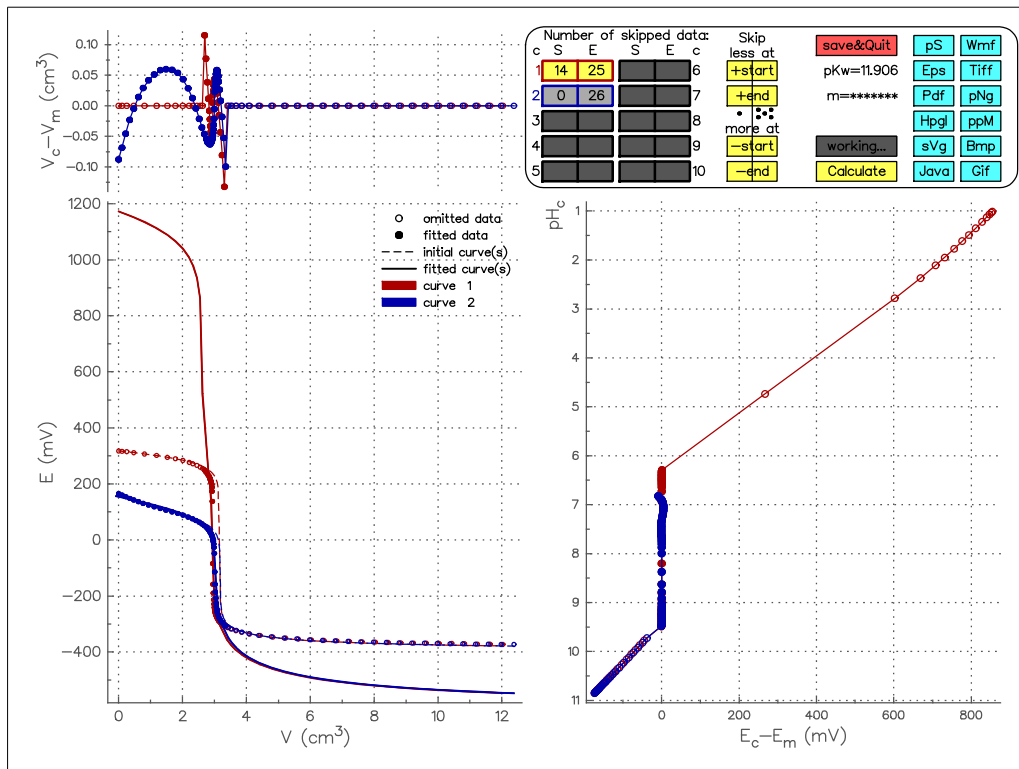 0.10
0.05
0.00
−0.05
−0.10
Vc−Vm (cm3)
Number of skipped data:
c S E S E c
1 14 25 6
2 0 26 7
3 8
4 9
5 10
Skip
less at
+start
+end
more at
−start
−end
save&Quit
pKw=11.906
m=*******
working...
Calculate
pS Wmf
Eps Tiff
Pdf pNg
Hpgl ppM
sVg Bmp
Java Gif
1200
1000
800
600
400
200
0
−200
−400
E (mV)
omitted data
fitted data
initial curve(s)
fitted curve(s)
curve 1
curve 2
0 2 4 6 8 10 12
V (cm3)
pHc
1
2
3
4
5
6
7
8
9
10
11
0 200 400 600 800
Ec−Em (mV)